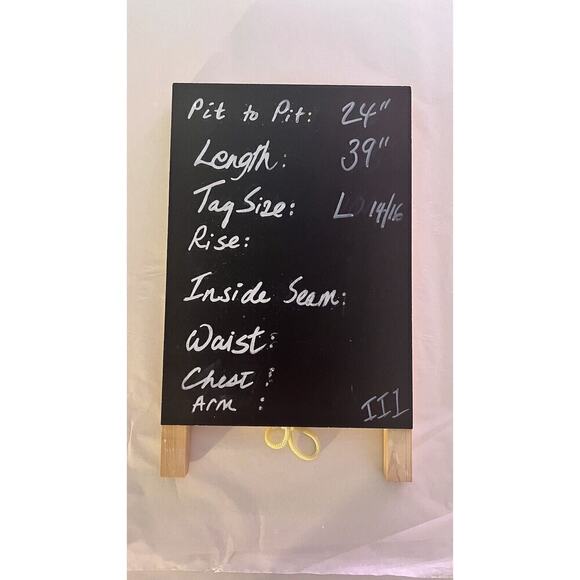 Pit to Pit: 24"
Length: 39"
Tag Size: L 14/16
Rise:
Inside Seam:
Waist:
Chest:
Arm :
III